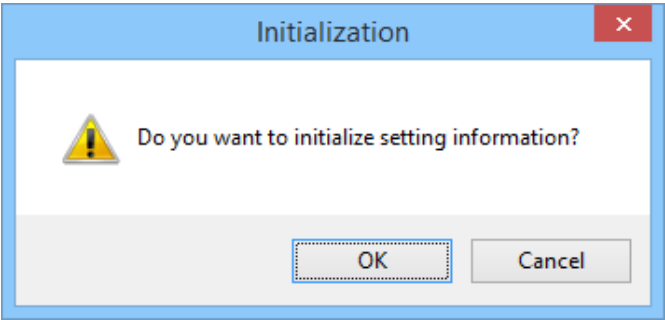 Initialization
Do you want to initialize setting information?
OK
Cancel